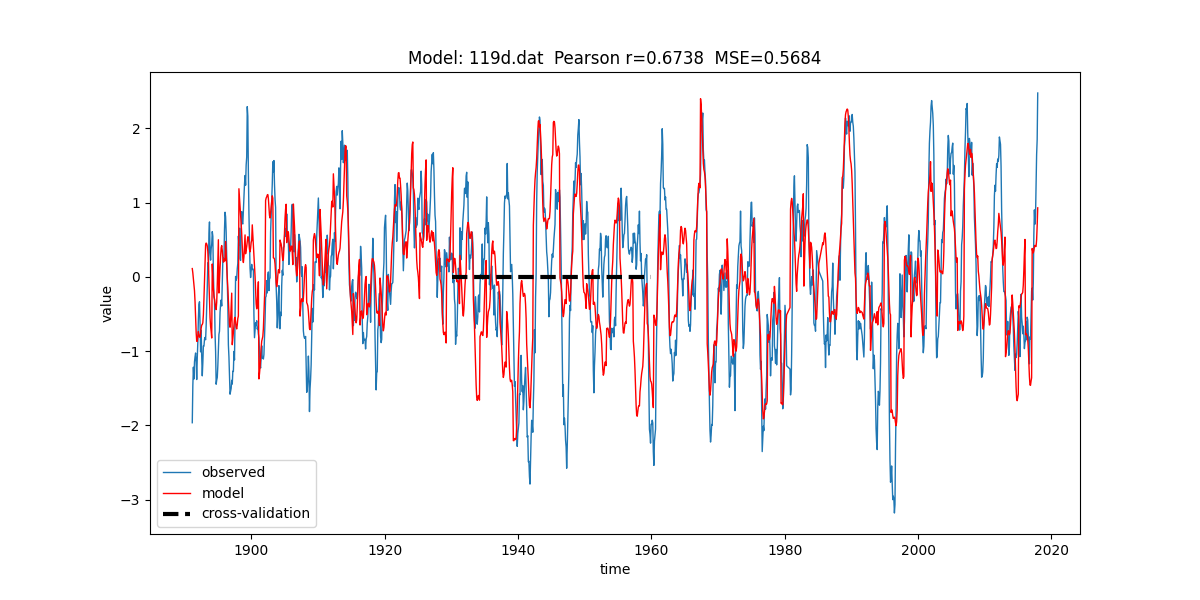 Model: 119d.dat  Pearson r=0.6738  MSE=0.5684
value
2
1
0
−1
−2
−3
observed
model
cross-validation
1900
1920
1940
1960
1980
2000
2020
time